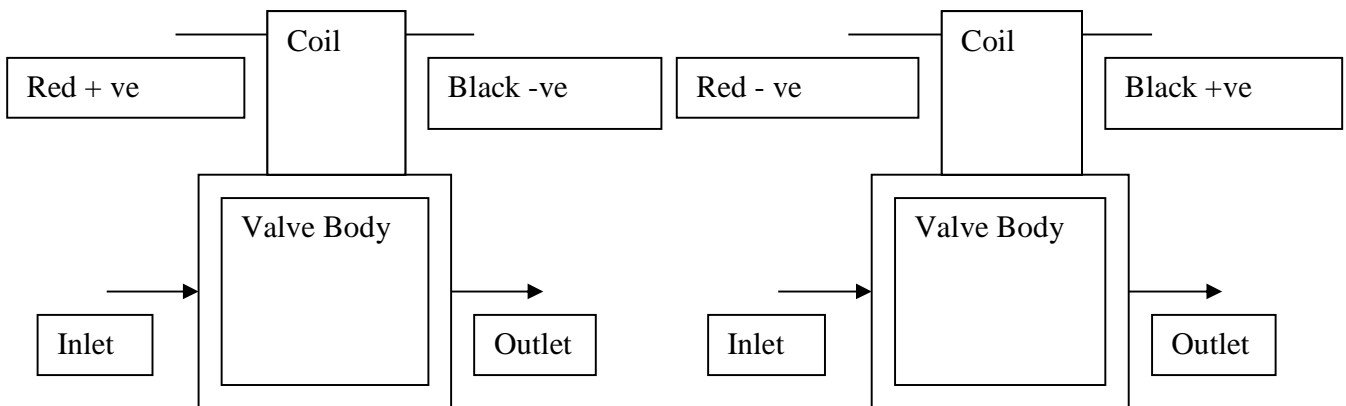 Coil
Red + ve
Black -ve
Valve Body
Inlet
Outlet
Coil
Red - ve
Black +ve
Valve Body
Inlet
Outlet